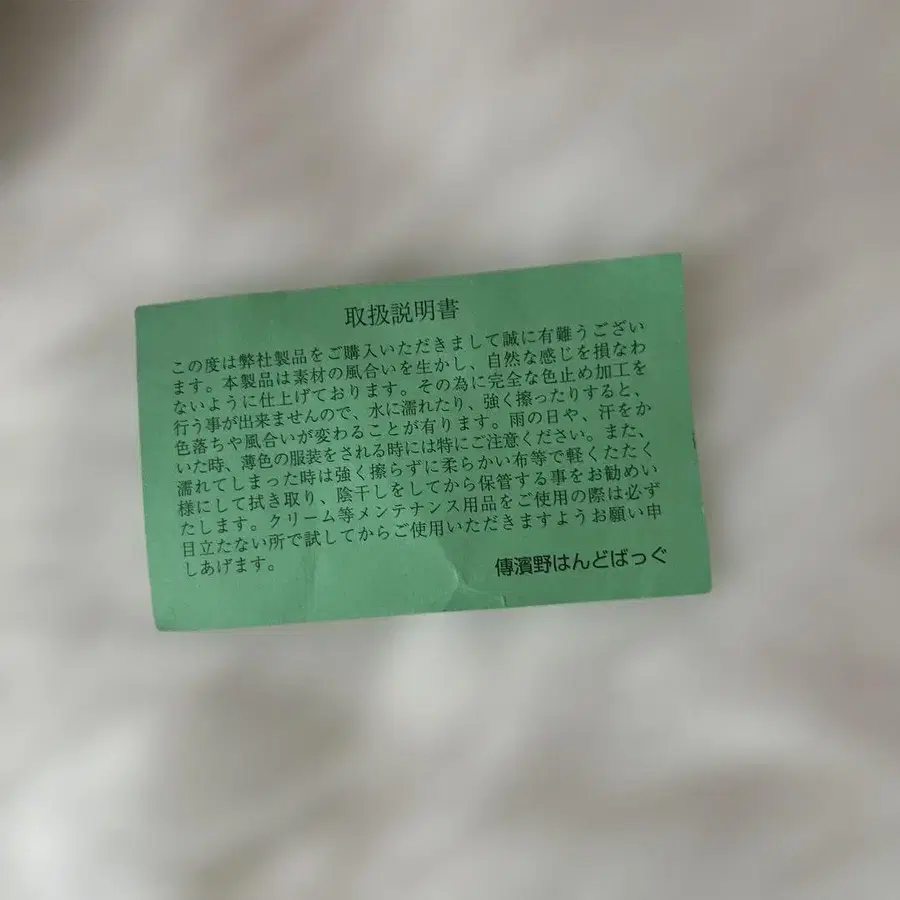 取扱説明書
この度は弊社製品をご購入いただきまして誠に有難うござい
ます。本製品は素材の風合いを生かし、自然な感じを損なわ
ないように仕上げております。その為に完全な色止め加工を
行う事が出来ませんので、水に濡れたり、強く擦ったりすると、
色落ちや風合いが変わることが有ります。雨の日や、汗をか
いた時、薄色の服装をされる時には特にご注意ください。また、
濡れてしまった時は強く擦らずに柔らかい布等で軽くたたく
様にして拭き取り、陰干しをしてから保管する事をお勧めい
たします。クリーム等メンテナンス用品をご使用の際は必ず
目立たない所で試してからご使用いただきますようお願い申
しあげます。
傳濱野はんどばっぐ